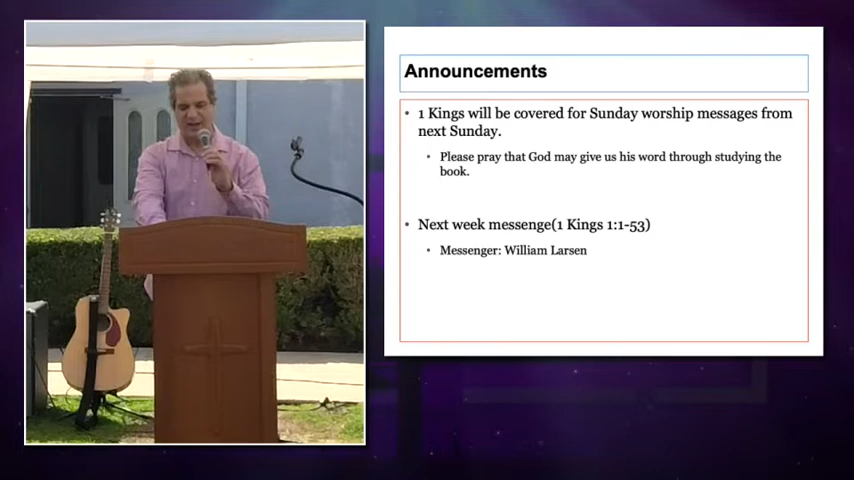 Announcements
• 1 Kings will be covered for Sunday worship messages from
next Sunday.
• Please pray that God may give us his word through studying the
book.
• Next week messenge(1 Kings 1:1-53)
• Messenger: William Larsen